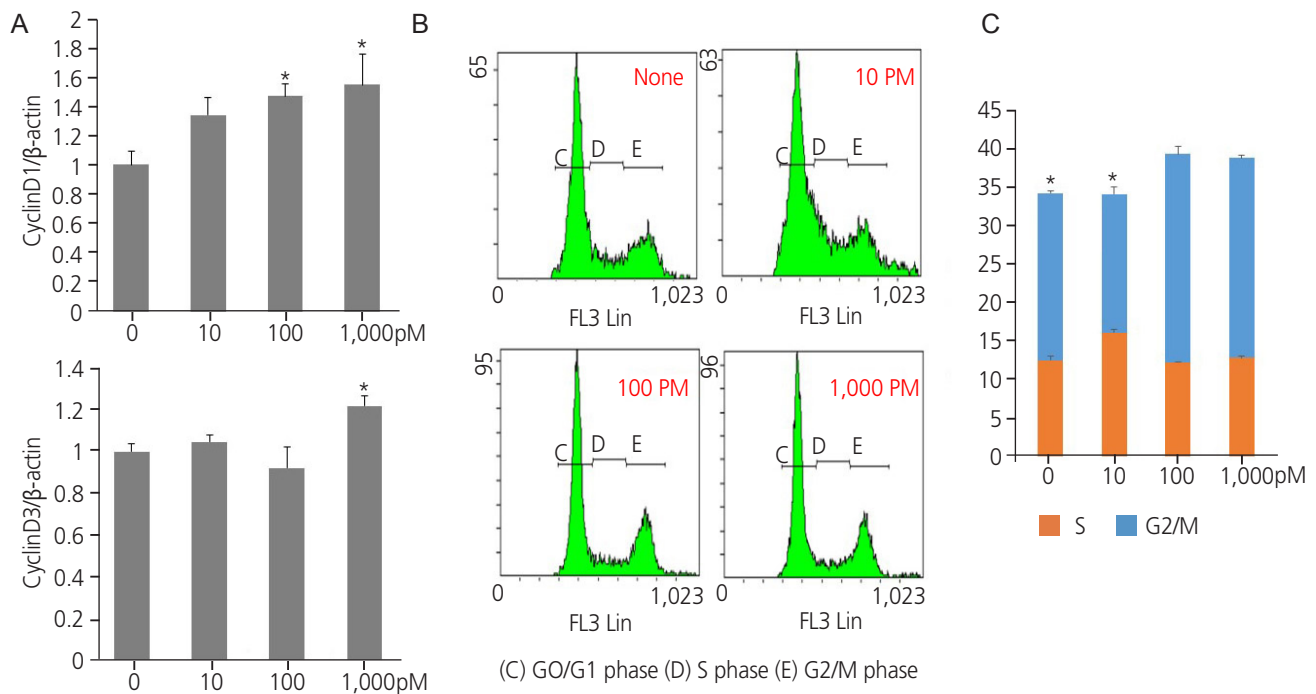 A
2
1.8
1.6
1.4
1.2
1
0.8
0.6
0.4
0.2
0
CyclinD1/β-actin
*
*
0 10 100 1,000pM
1.4
1.2
1
0.8
0.6
0.4
0.2
0
CyclinD3/β-actin
*
0 10 100 1,000pM
B
65
None
C D E
0 1,023
FL3 Lin
63
10 PM
C D E
0 1,023
FL3 Lin
95
100 PM
C D E
0 1,023
FL3 Lin
96
1,000 PM
C D E
0 1,023
FL3 Lin
(C) GO/G1 phase (D) S phase (E) G2/M phase
C
45
40
35
30
25
20
15
10
5
0
*
*
0 10 100 1,000pM
S G2/M